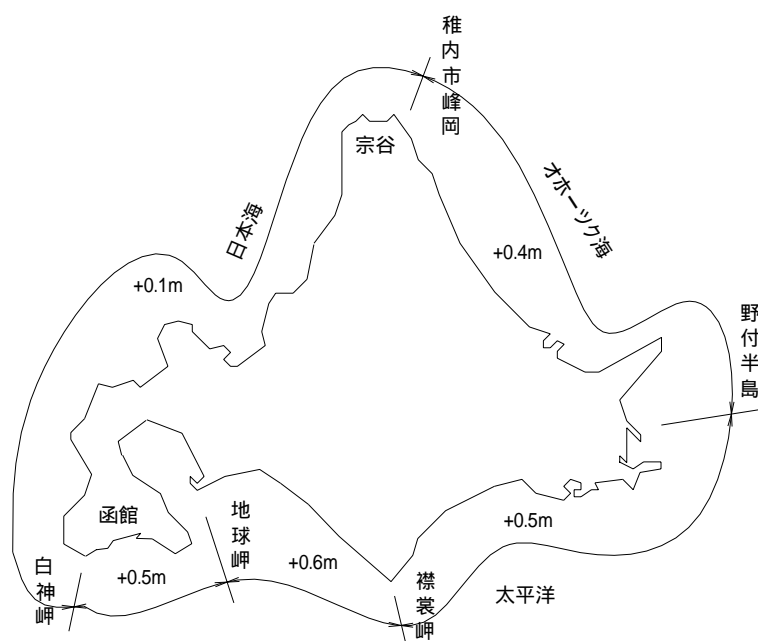 稚内市峰岡
宗谷
日本海
オホーツク海
+0.4m
+0.1m
野付半島
函館
地球岬
+0.5m
白神岬
+0.5m
+0.6m
襟裳岬
太平洋